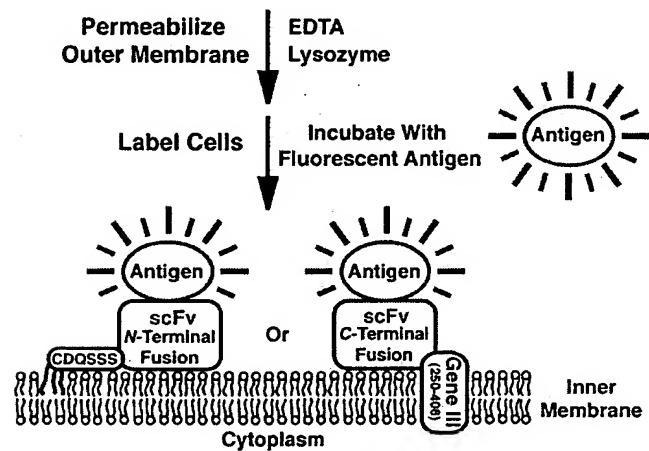 Permeabilize
Outer Membrane
EDTA
Lysozyme
Label Cells
Incubate With
Fluorescent Antigen
Antigen
Antigen
Antigen
scFv
N-Terminal
Fusion
Or
scFv
C-Terminal
Fusion
CDQSSS
Gene III
(250-406)
Inner
Membrane
Cytoplasm